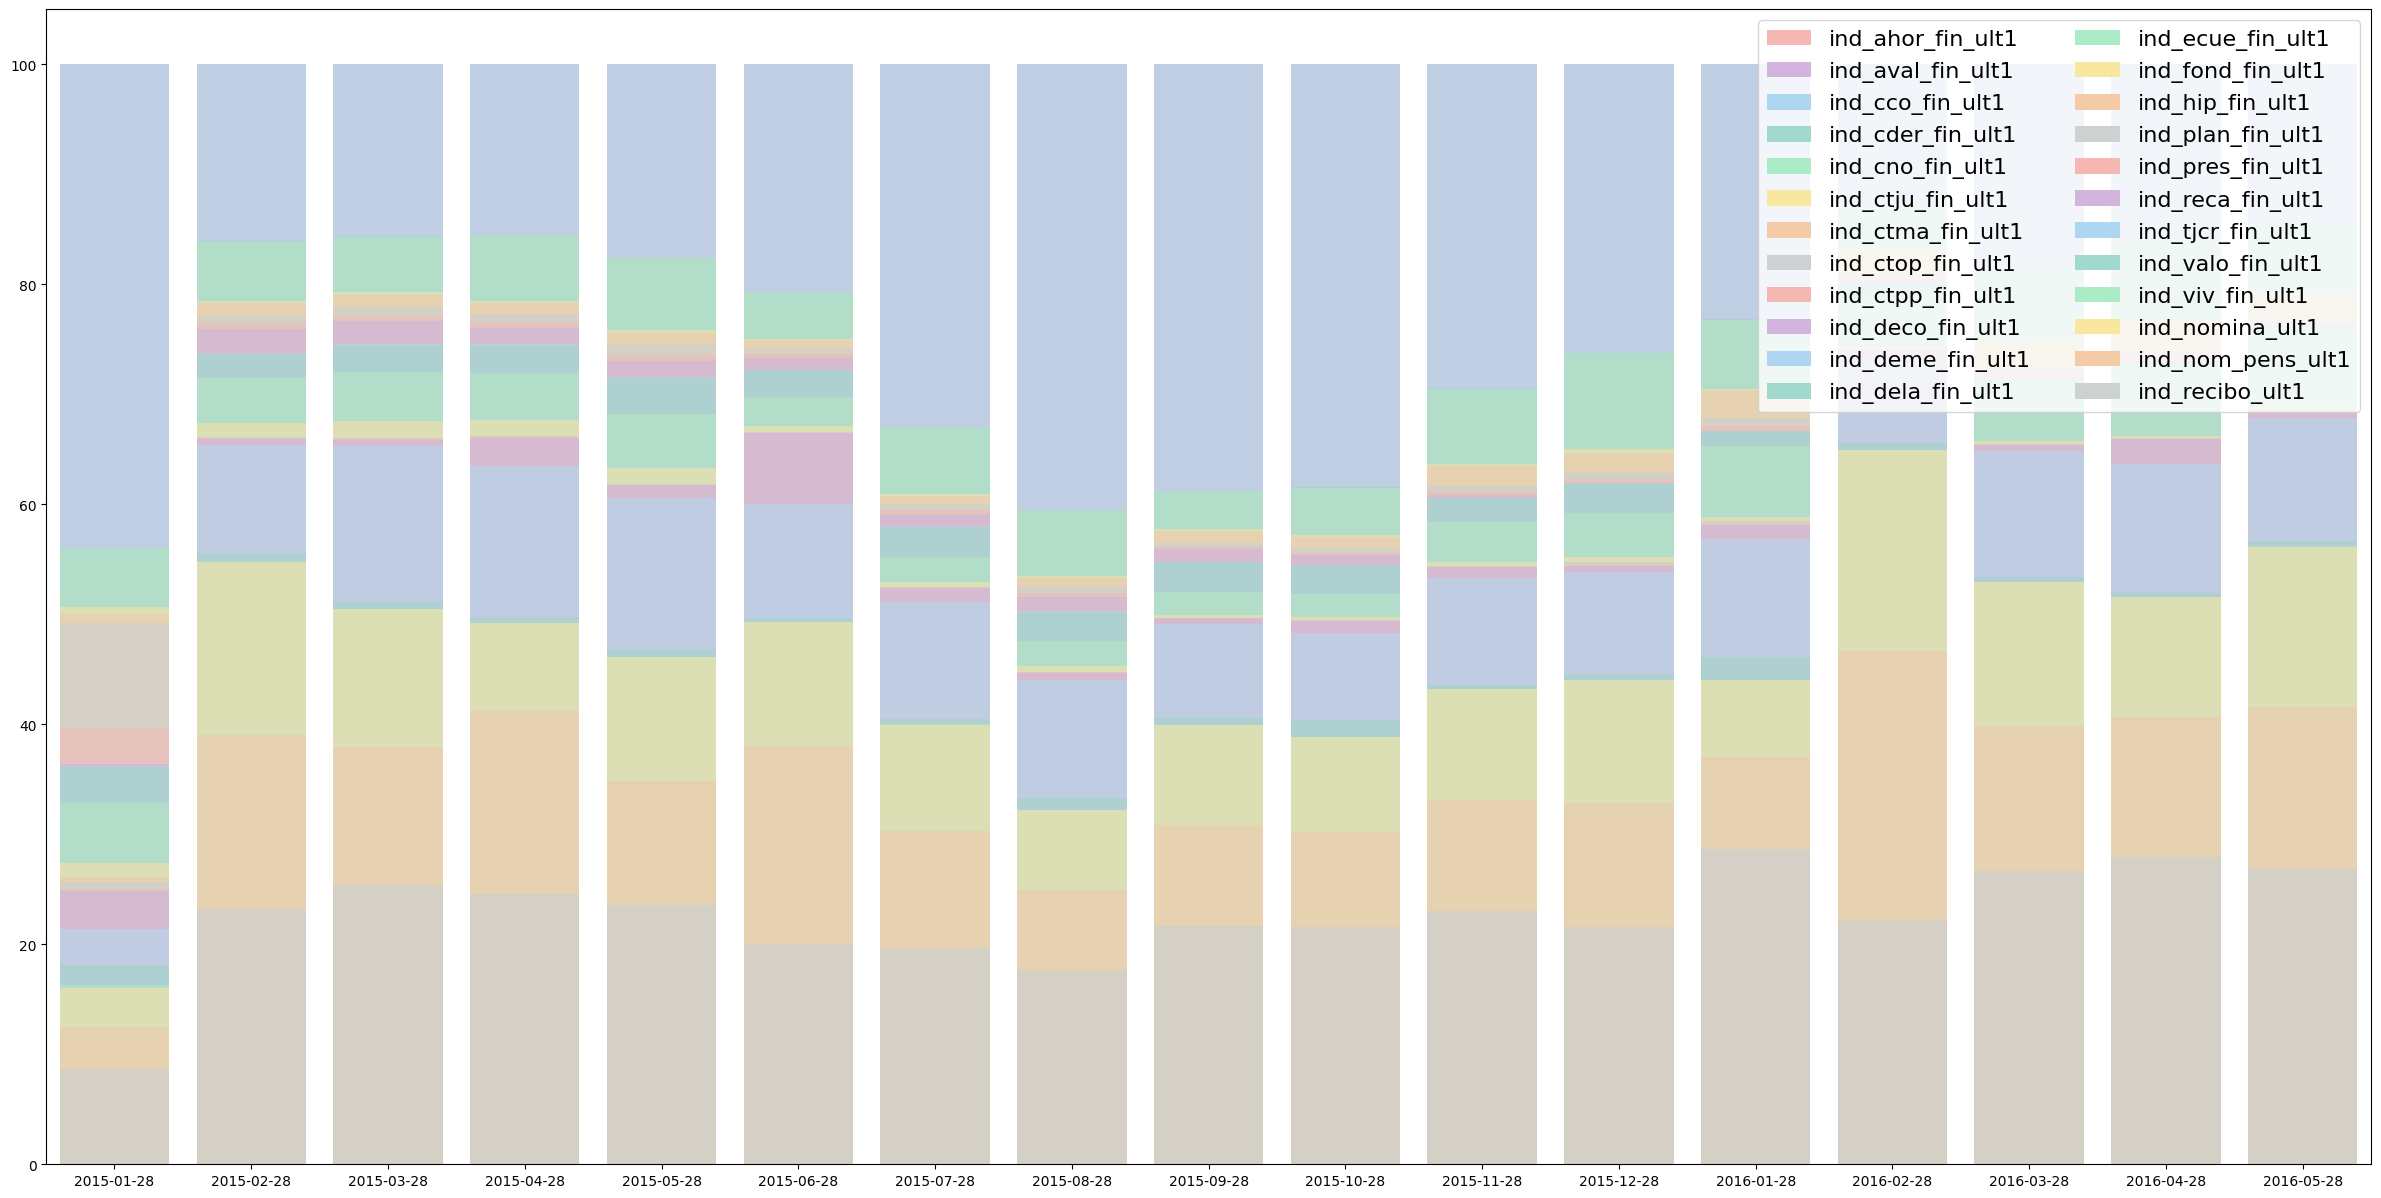 100
80
60
40
20
0
ind_ahor_fin_ult1
ind_aval_fin_ult1
ind_cco_fin_ult1
ind_cder_fin_ult1
ind_cno_fin_ult1
ind_ctju_fin_ult1
ind_ctma_fin_ult1
ind_ctop_fin_ult1
ind_ctpp_fin_ult1
ind_deco_fin_ult1
ind_deme_fin_ult1
ind_dela_fin_ult1
ind_ecue_fin_ult1
ind_fond_fin_ult1
ind_hip_fin_ult1
ind_plan_fin_ult1
ind_pres_fin_ult1
ind_reca_fin_ult1
ind_tjcr_fin_ult1
ind_valo_fin_ult1
ind_viv_fin_ult1
ind_nomina_ult1
ind_nom_pens_ult1
ind_recibo_ult1
2015-01-28 2015-02-28 2015-03-28 2015-04-28 2015-05-28 2015-06-28 2015-07-28 2015-08-28 2015-09-28 2015-10-28 2015-11-28 2015-12-28 2016-01-28 2016-02-28 2016-03-28 2016-04-28 2016-05-28